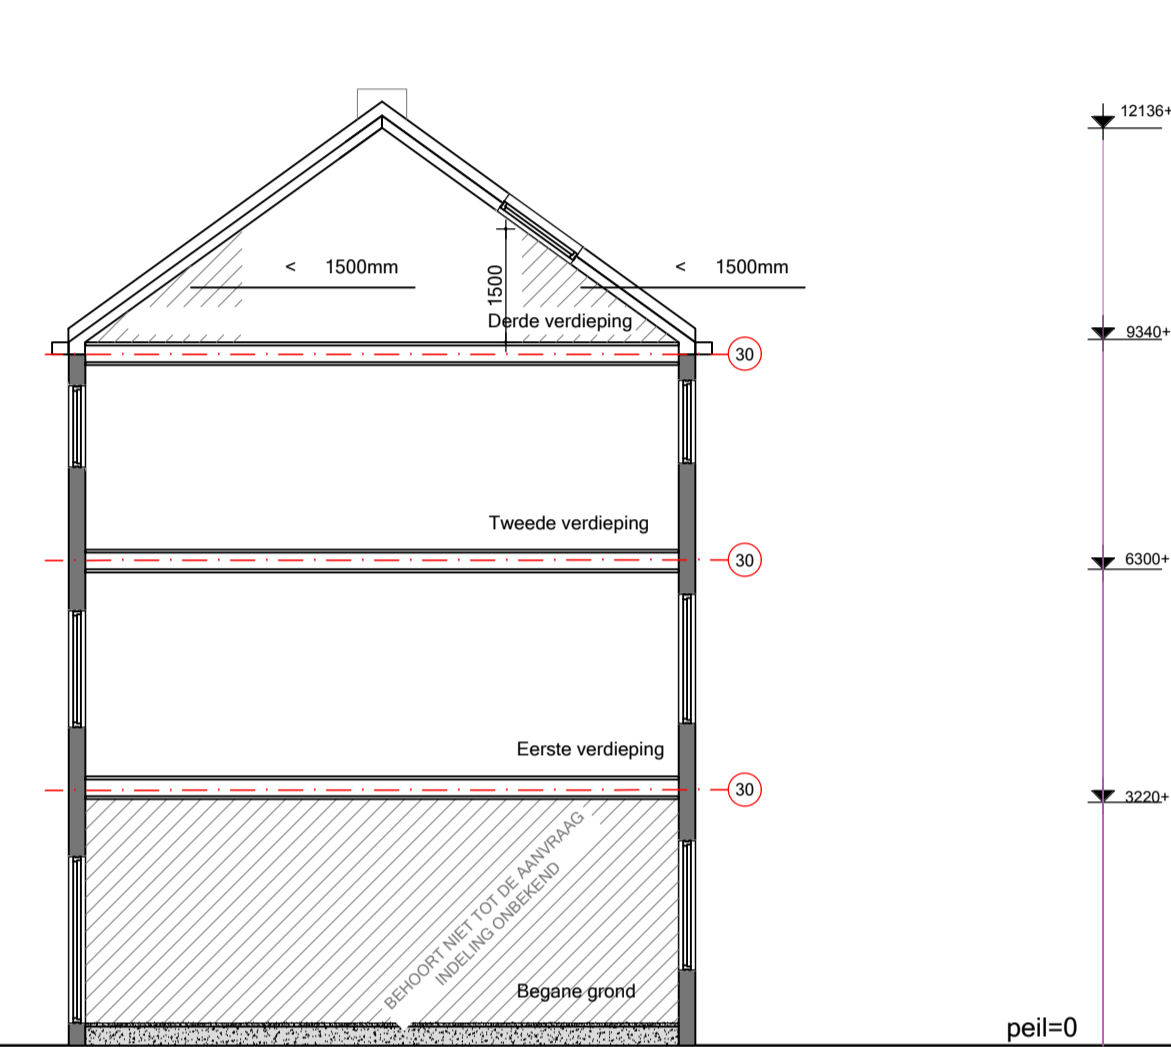 12136+
< 1500mm
< 1500mm
1500
Derde verdieping
9340+
30
Tweede verdieping
30
6300+
Eerste verdieping
30
3220+
BEHOORT NIET TOT DE AANVRAAG
INDELING ONBEKEND
Begane grond
peil=0